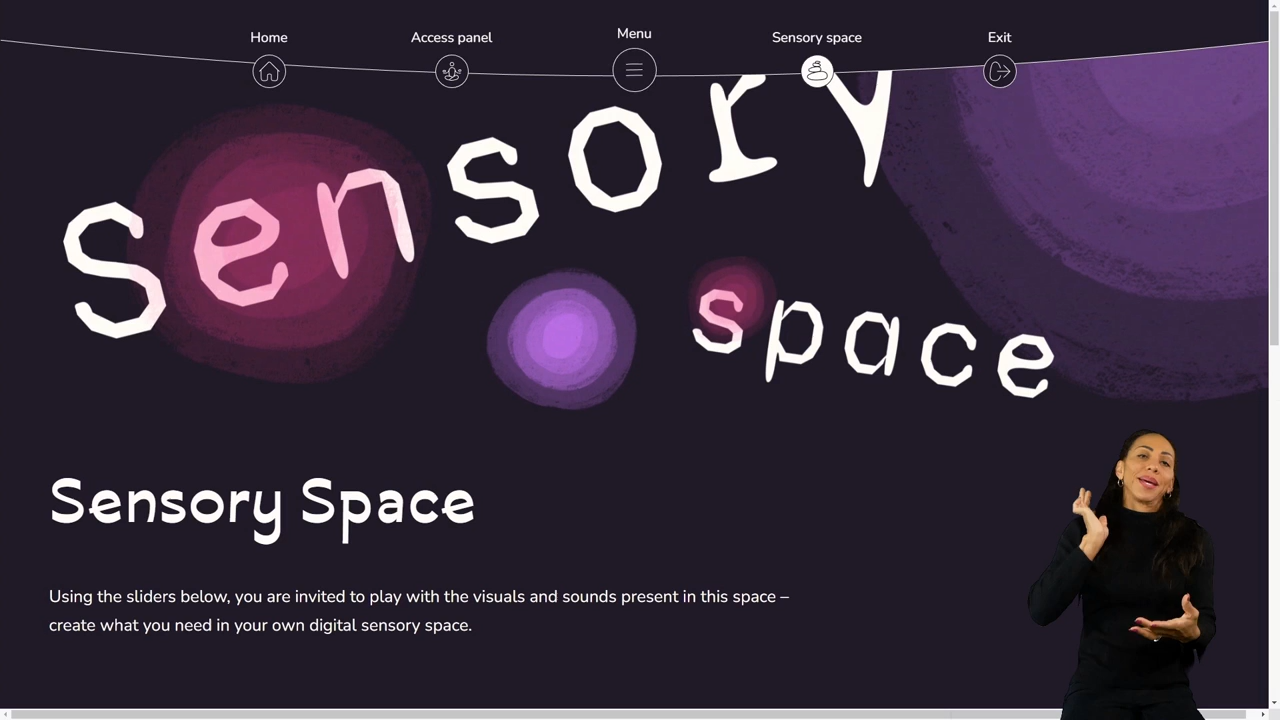 Home
Access panel
Menu
Sensory space
Exit
Sensory
space
Sensory Space
Using the sliders below, you are invited to play with the visuals and sounds present in this space –
create what you need in your own digital sensory space.